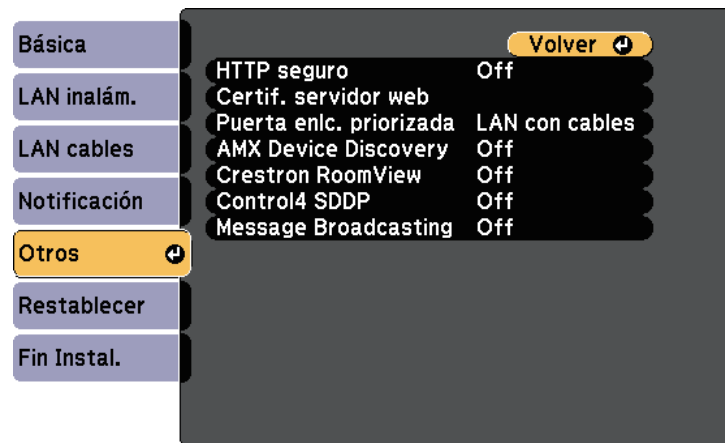 Básica
LAN inalám.
LAN cables
Notificación
Otros
Restablecer
Fin Instal.
Volver
HTTP seguro Off
Certif. servidor web
Puerta enlc. priorizada LAN con cables
AMX Device Discovery Off
Crestron RoomView Off
Control4 SDDP Off
Message Broadcasting Off